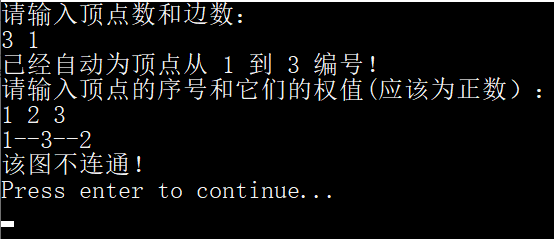 请输入顶点数和边数:
3 1
已经自动为顶点从 1 到 3 编号!
请输入顶点的序号和它们的权值(应该为正数）:
1 2 3
1--3--2
该图不连通!
Press enter to continue...